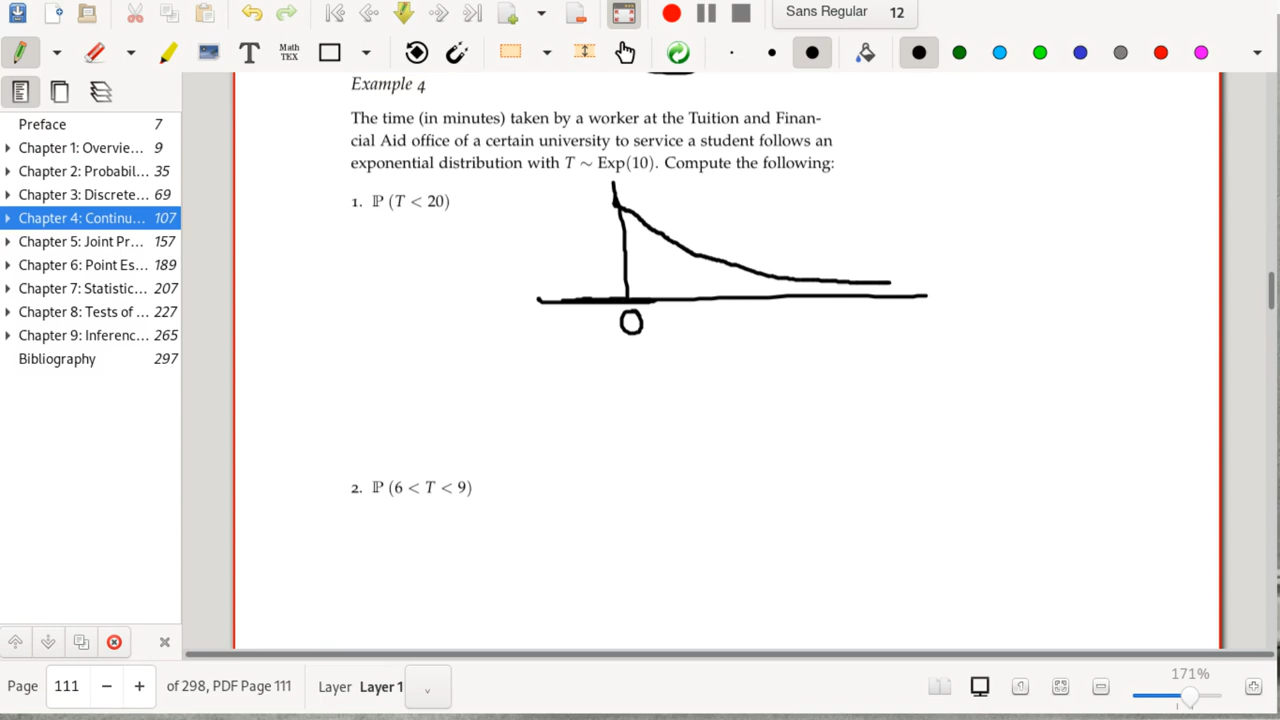 Sans Regular 12
T Math TEX
Preface 7
Chapter 1: Overvie... 9
Chapter 2: Probabil... 35
Chapter 3: Discrete... 69
Chapter 4: Continu... 107
Chapter 5: Joint Pr... 157
Chapter 6: Point Es... 189
Chapter 7: Statistic... 207
Chapter 8: Tests of ... 227
Chapter 9: Inferenc... 265
Bibliography 297
Example 4
The time (in minutes) taken by a worker at the Tuition and Finan-
cial Aid office of a certain university to service a student follows an
exponential distribution with T ∼ Exp(10). Compute the following:
1. ℙ (T < 20)
0
2. ℙ (6 < T < 9)
Page 111 − + of 298, PDF Page 111 Layer Layer 1
171%